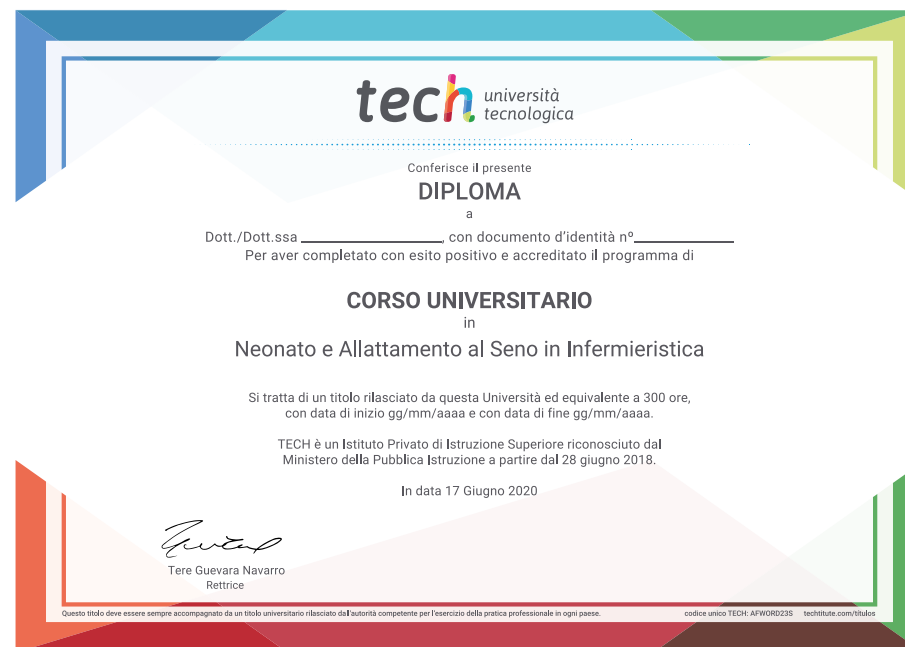 tech università
tecnologica
Conferisce il presente
DIPLOMA
a
Dott./Dott.ssa ____________________, con documento d'identità nº______________
Per aver completato con esito positivo e accreditato il programma di
CORSO UNIVERSITARIO
in
Neonato e Allattamento al Seno in Infermieristica
Si tratta di un titolo rilasciato da questa Università ed equivalente a 300 ore,
con data di inizio gg/mm/aaaa e con data di fine gg/mm/aaaa.
TECH è un Istituto Privato di Istruzione Superiore riconosciuto dal
Ministero della Pubblica Istruzione a partire dal 28 giugno 2018.
In data 17 Giugno 2020
Tere Guevara Navarro
Rettrice
Questo titolo deve essere sempre accompagnato da un titolo universitario rilasciato dall'autorità competente per l'esercizio della pratica professionale in ogni paese. codice unico TECH: AFWORD23S techtitute.com/titulos